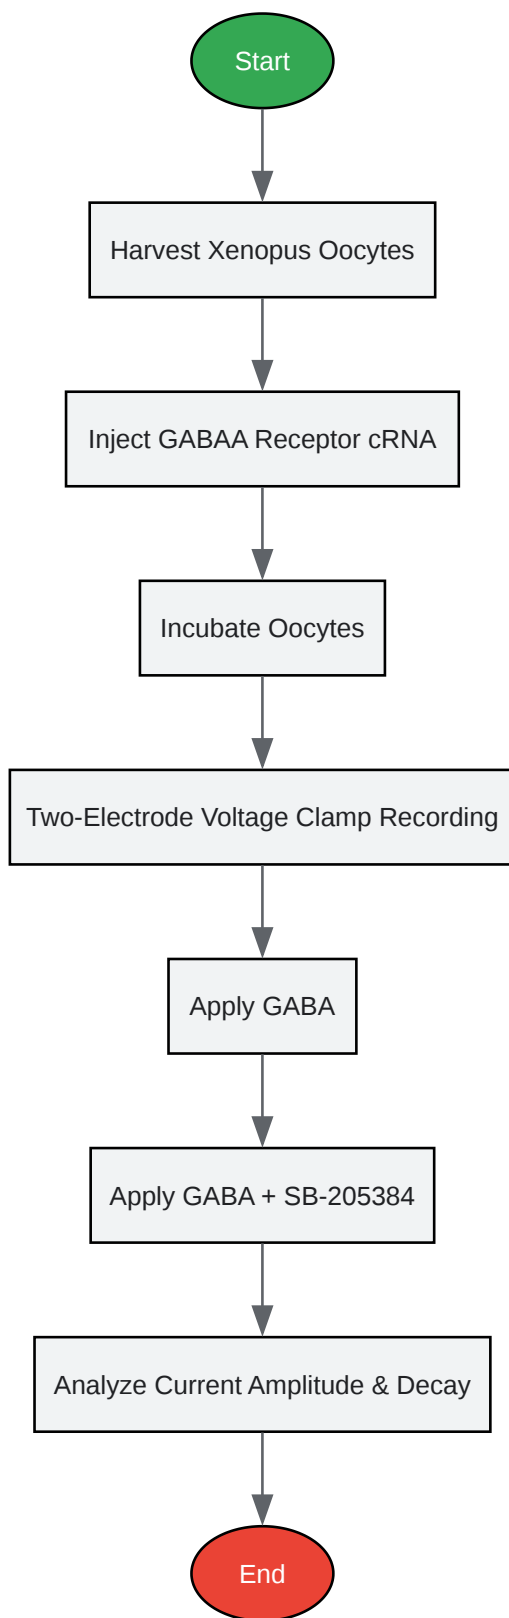 Start
Harvest Xenopus Oocytes
Inject GABAA Receptor cRNA
Incubate Oocytes
Two-Electrode Voltage Clamp Recording
Apply GABA
Apply GABA + SB-205384
Analyze Current Amplitude & Decay
End